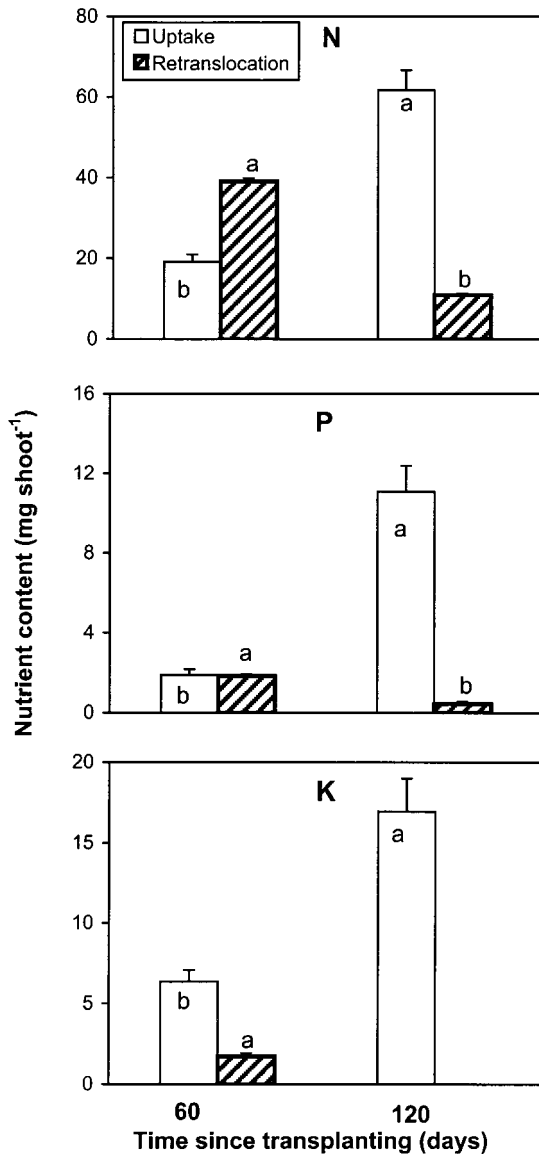 80
N
Uptake
Retranslocation
60
a
40
a
20
b
b
0
16
P
12
a
8
4
a
b
b
0
20
K
15
a
10
5
b
a
0
60
120
Time since transplanting (days)
Nutrient content (mg shoot⁻¹)